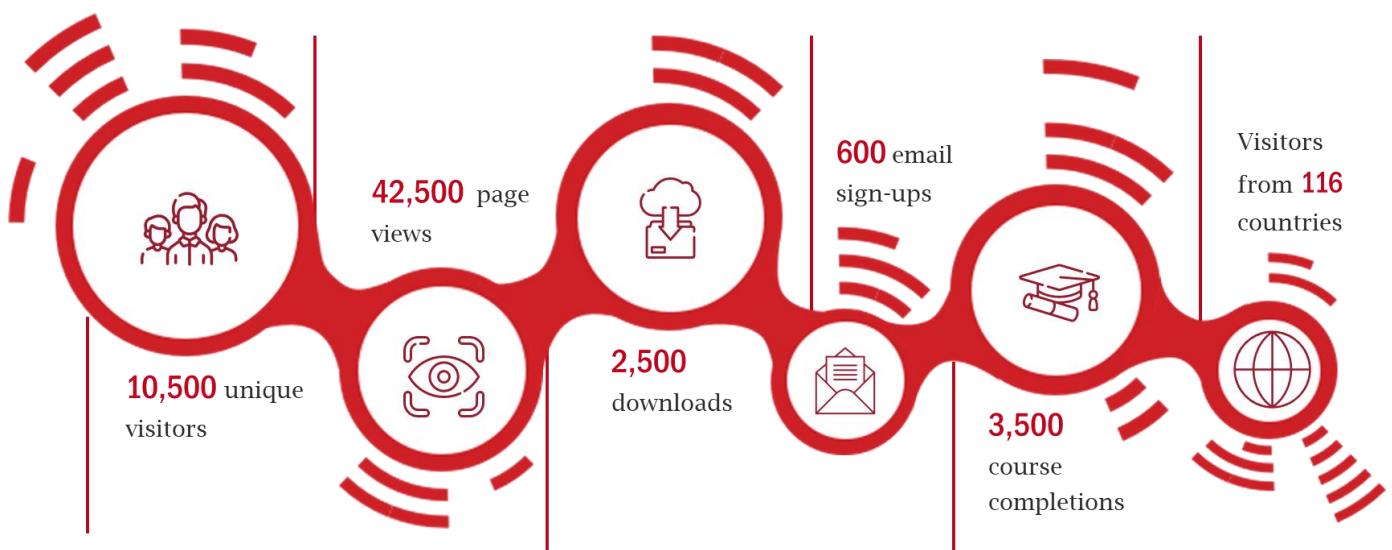 10,500 unique
visitors
42,500 page
views
2,500
downloads
600 email
sign-ups
3,500
course
completions
Visitors
from 116
countries